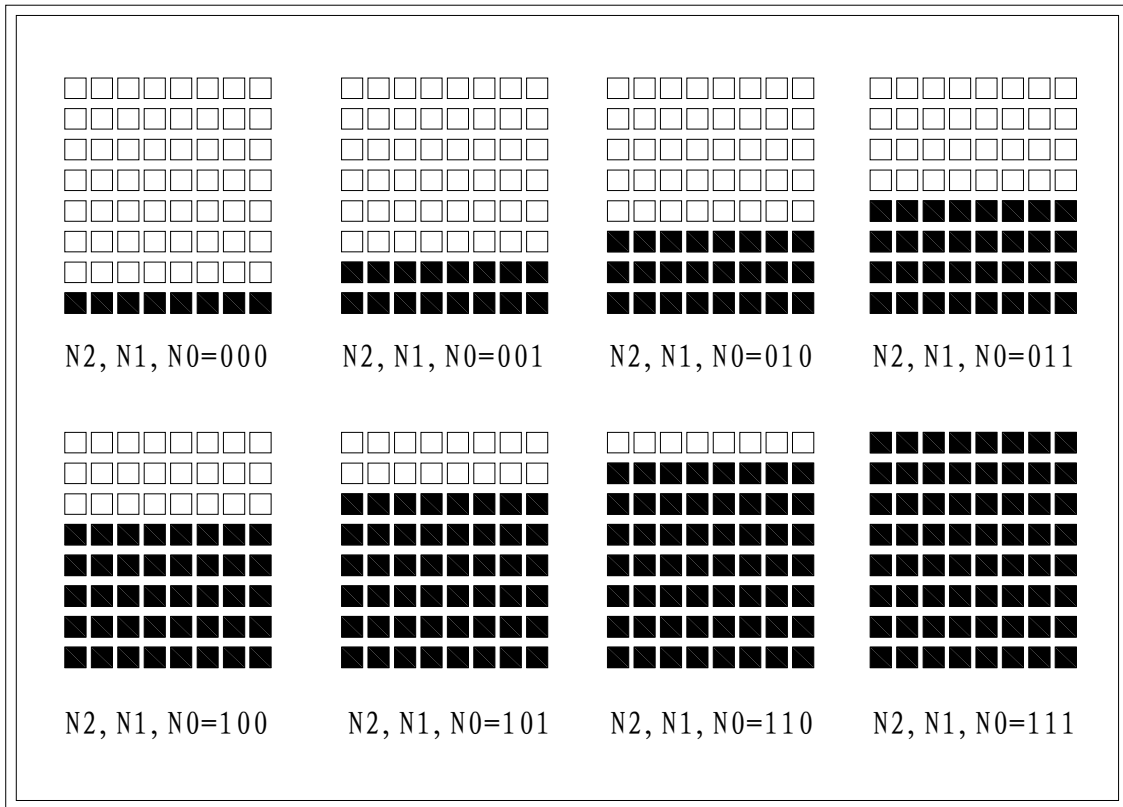 N2, N1, N0=000
N2, N1, N0=001
N2, N1, N0=010
N2, N1, N0=011
N2, N1, N0=100
N2, N1, N0=101
N2, N1, N0=110
N2, N1, N0=111